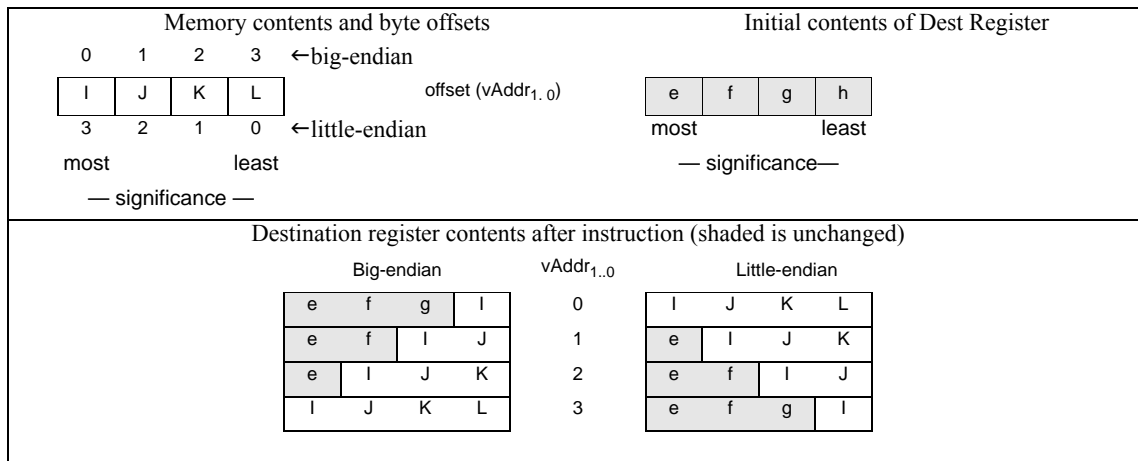 Memory contents and byte offsets
Initial contents of Dest Register
0 1 2 3 ←big-endian
I J K L
offset (vAddr1. 0)
e f g h
3 2 1 0 ←little-endian
most least
most least
— significance —
— significance—
Destination register contents after instruction (shaded is unchanged)
Big-endian vAddr1..0 Little-endian
e f g I 0 I J K L
e f I J 1 e I J K
e I J K 2 e f I J
I J K L 3 e f g I